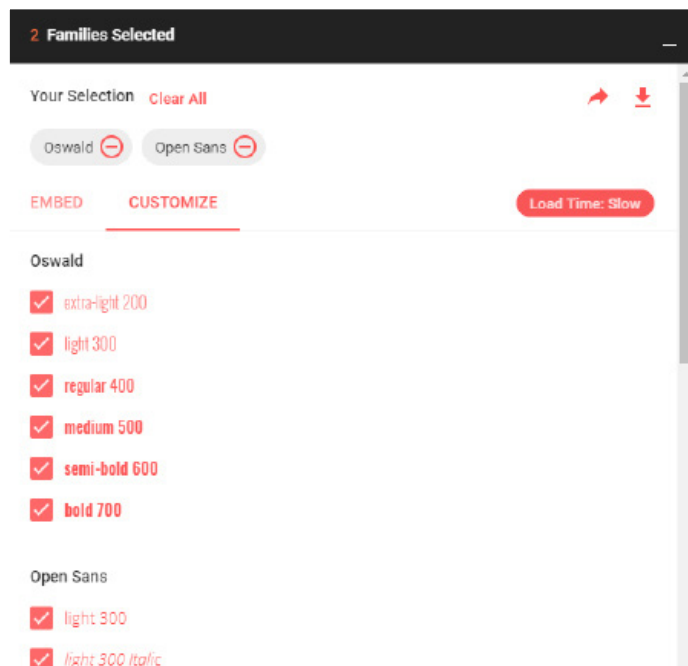 2 Families Selected
Your Selection Clear All
Oswald Open Sans
EMBED CUSTOMIZE Load Time: Slow
Oswald
extra-light 200
light 300
regular 400
medium 500
semi-bold 600
bold 700
Open Sans
light 300
light 300 Italic